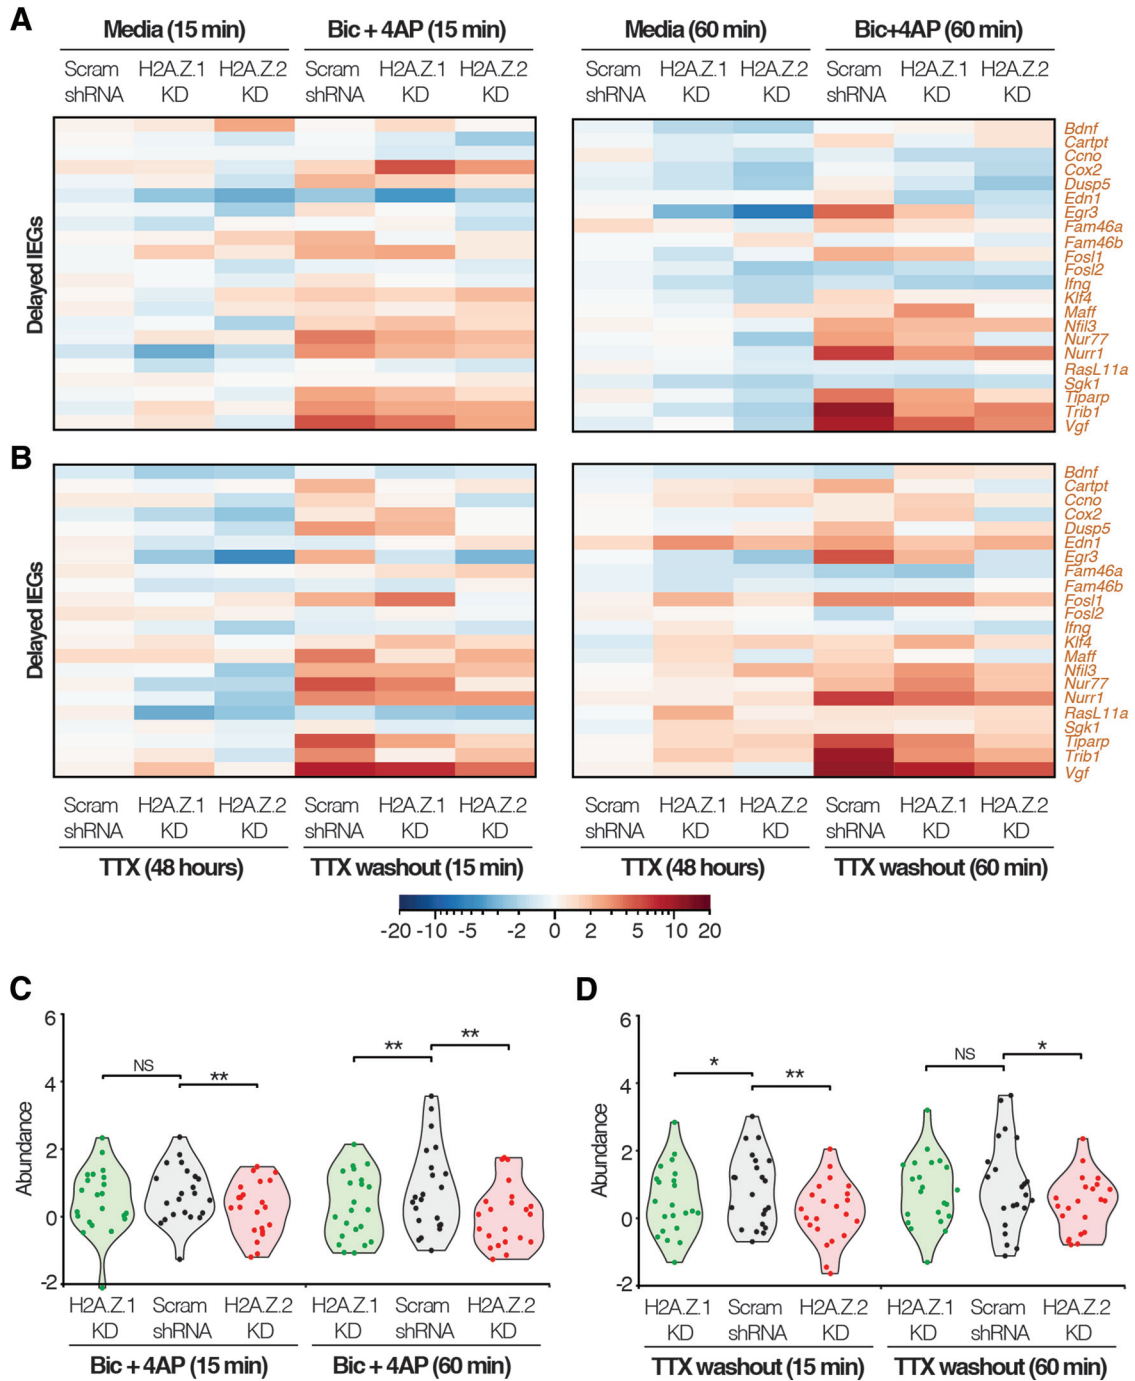 A
Media (15 min) Bic + 4AP (15 min) Media (60 min) Bic+4AP (60 min)
Scram H2A.Z.1 H2A.Z.2 Scram H2A.Z.1 H2A.Z.2 Scram H2A.Z.1 H2A.Z.2 Scram H2A.Z.1 H2A.Z.2
shRNA KD KD shRNA KD KD shRNA KD KD shRNA KD KD
Delayed IEGs
Bdnf
Cartpt
Ccno
Cox2
Dusp5
Edn1
Egr3
Fam46a
Fam46b
Fosl1
Fosl2
Ifng
Klf4
Maff
Nfil3
Nur77
Nurr1
RasL11a
Sgk1
Tiparp
Trib1
Vgf
B
Delayed IEGs
Bdnf
Cartpt
Ccno
Cox2
Dusp5
Edn1
Egr3
Fam46a
Fam46b
Fosl1
Fosl2
Ifng
Klf4
Maff
Nfil3
Nur77
Nurr1
RasL11a
Sgk1
Tiparp
Trib1
Vgf
Scram H2A.Z.1 H2A.Z.2 Scram H2A.Z.1 H2A.Z.2 Scram H2A.Z.1 H2A.Z.2 Scram H2A.Z.1 H2A.Z.2
shRNA KD KD shRNA KD KD shRNA KD KD shRNA KD KD
TTX (48 hours) TTX washout (15 min) TTX (48 hours) TTX washout (60 min)
-20 -10 -5 -2 0 2 5 10 20
C
Abundance
6
4
2
0
-2
NS ** ** **
H2A.Z.1 Scram H2A.Z.2 H2A.Z.1 Scram H2A.Z.2
KD shRNA KD KD shRNA KD
Bic + 4AP (15 min) Bic + 4AP (60 min)
D
Abundance
6
4
2
0
-2
* ** NS *
H2A.Z.1 Scram H2A.Z.2 H2A.Z.1 Scram H2A.Z.2
KD shRNA KD KD shRNA KD
TTX washout (15 min) TTX washout (60 min)